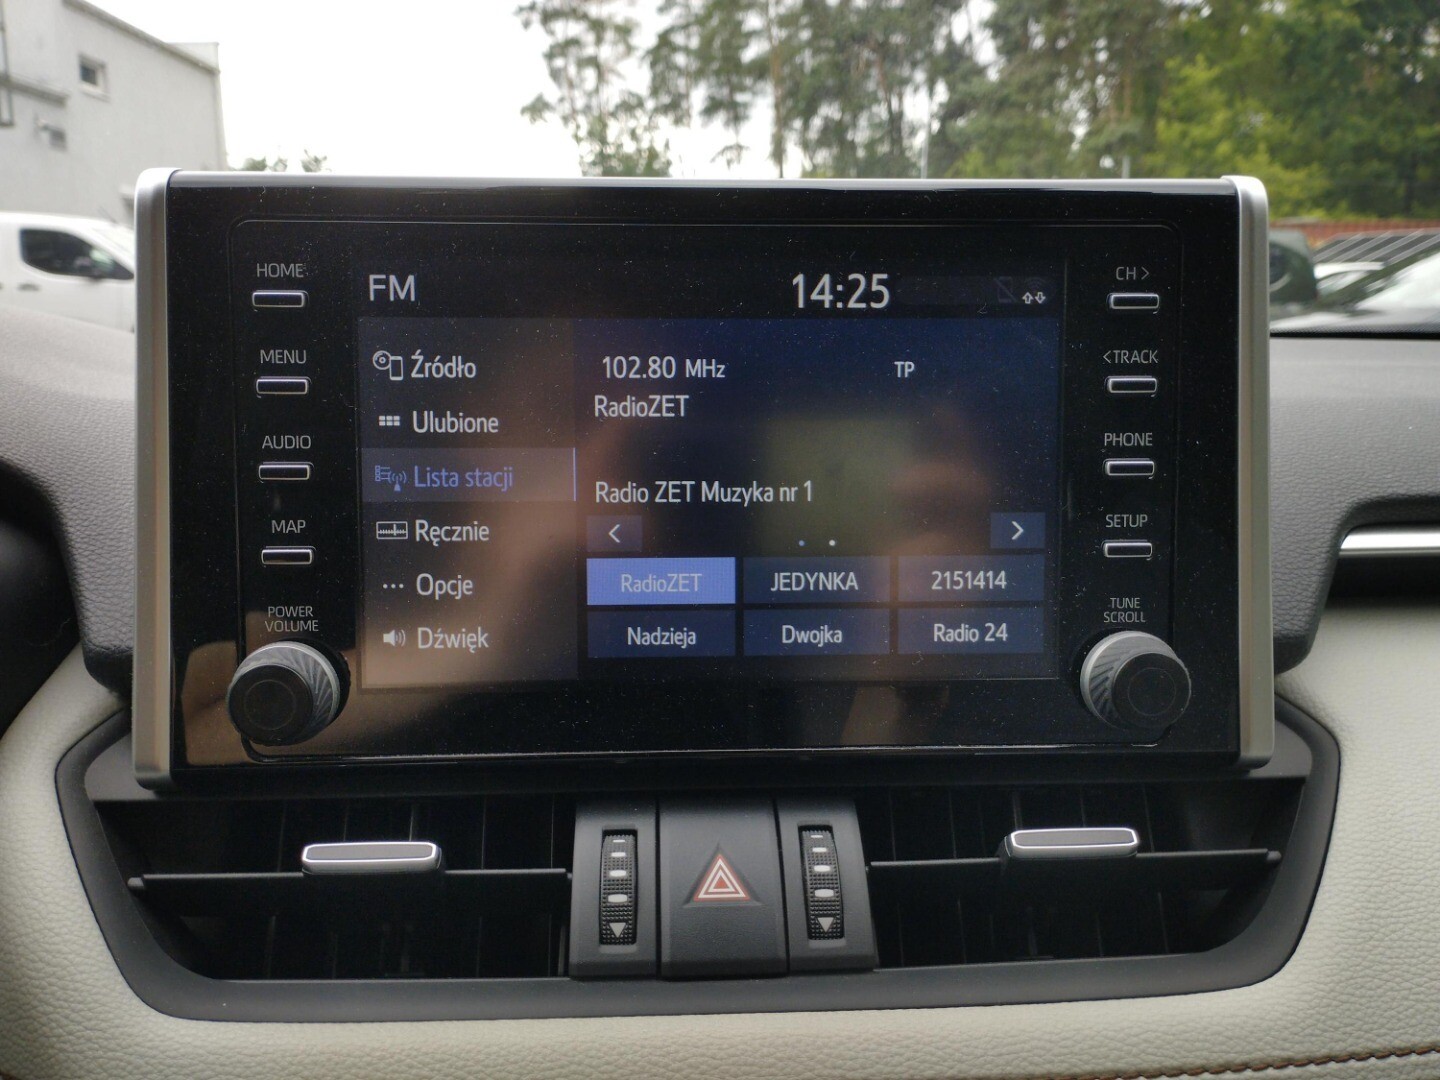 HOME
MENU
AUDIO
MAP
POWER
VOLUME
FM
14:25
Źródło
Ulubione
Lista stacji
Ręcznie
Opcje
Dźwięk
102.80 MHz
TP
RadioZET
Radio ZET Muzyka nr 1
<
>
RadioZET
JEDYNKA
2151414
Nadzieja
Dwojka
Radio 24
CH >
<TRACK
PHONE
SETUP
TUNE
SCROLL